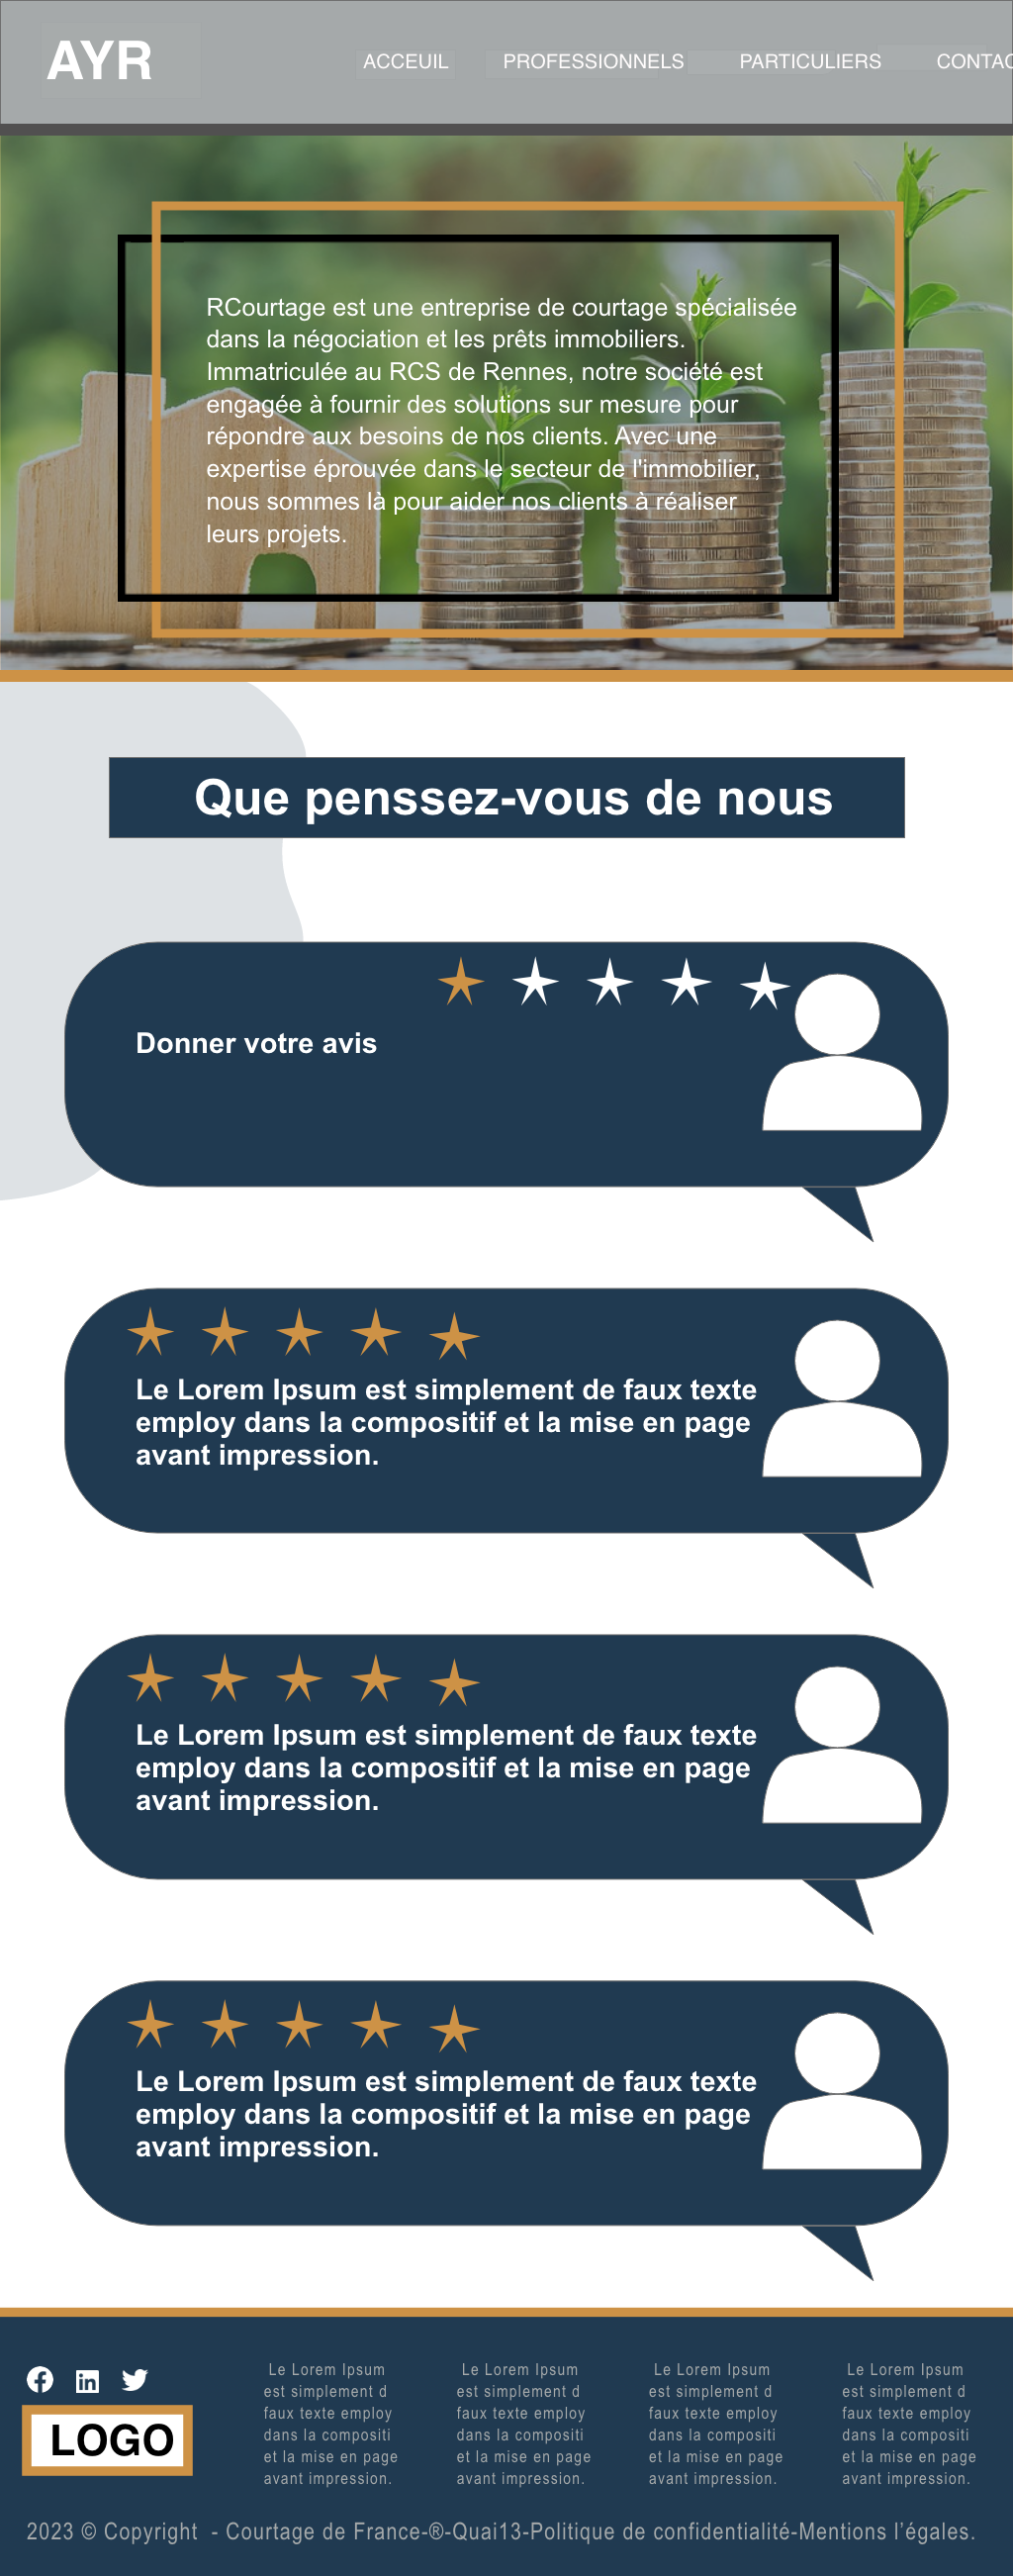 AYR
ACCEUIL PROFESSIONNELS PARTICULIERS CONTAC
RCourtage est une entreprise de courtage spécialisée
dans la négociation et les prêts immobiliers.
Immatriculée au RCS de Rennes, notre société est
engagée à fournir des solutions sur mesure pour
répondre aux besoins de nos clients. Avec une
expertise éprouvée dans le secteur de l'immobilier,
nous sommes là pour aider nos clients à réaliser
leurs projets.
Que penssez-vous de nous
Donner votre avis
Le Lorem Ipsum est simplement de faux texte
employ dans la compositif et la mise en page
avant impression.
Le Lorem Ipsum est simplement de faux texte
employ dans la compositif et la mise en page
avant impression.
Le Lorem Ipsum est simplement de faux texte
employ dans la compositif et la mise en page
avant impression.
LOGO
Le Lorem Ipsum
est simplement d
faux texte employ
dans la compositi
et la mise en page
avant impression.
Le Lorem Ipsum
est simplement d
faux texte employ
dans la compositi
et la mise en page
avant impression.
Le Lorem Ipsum
est simplement d
faux texte employ
dans la compositi
et la mise en page
avant impression.
Le Lorem Ipsum
est simplement d
faux texte employ
dans la compositi
et la mise en page
avant impression.
2023 © Copyright - Courtage de France-®-Quai13-Politique de confidentialité-Mentions l’égales.